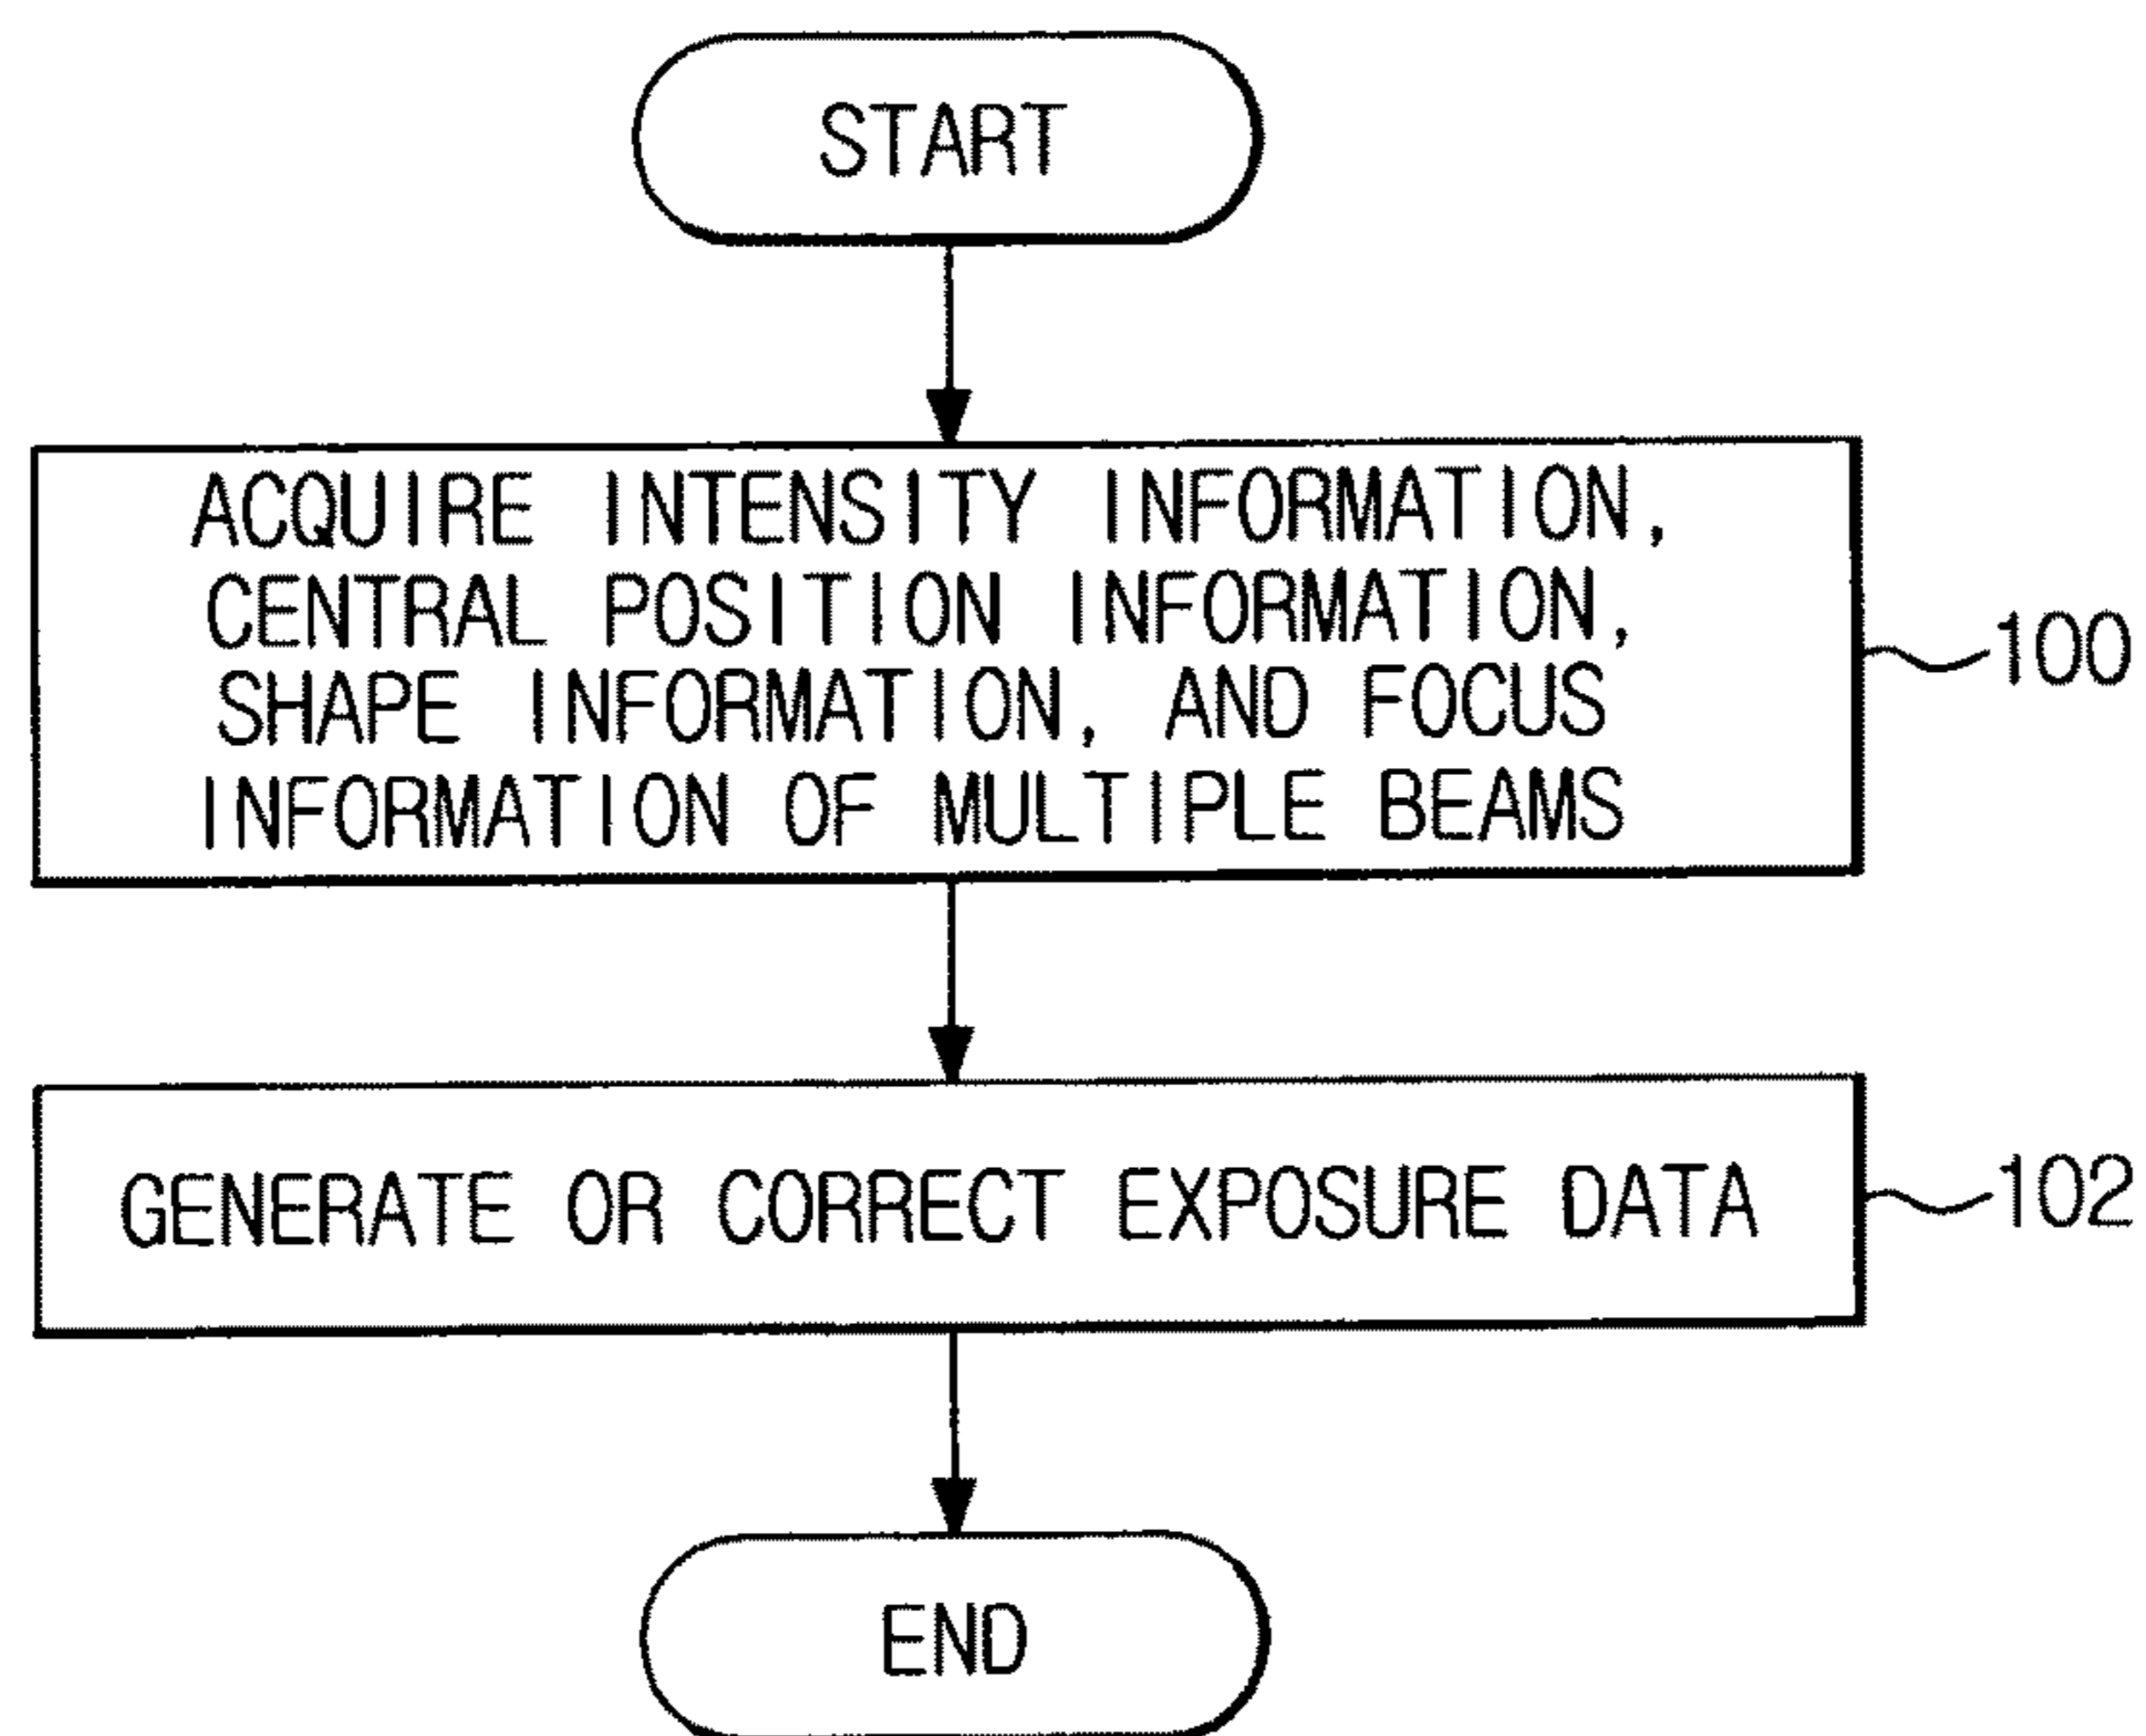 START
ACQUIRE INTENSITY INFORMATION,
CENTRAL POSITION INFORMATION,
SHAPE INFORMATION, AND FOCUS
INFORMATION OF MULTIPLE BEAMS
100
GENERATE OR CORRECT EXPOSURE DATA
102
END